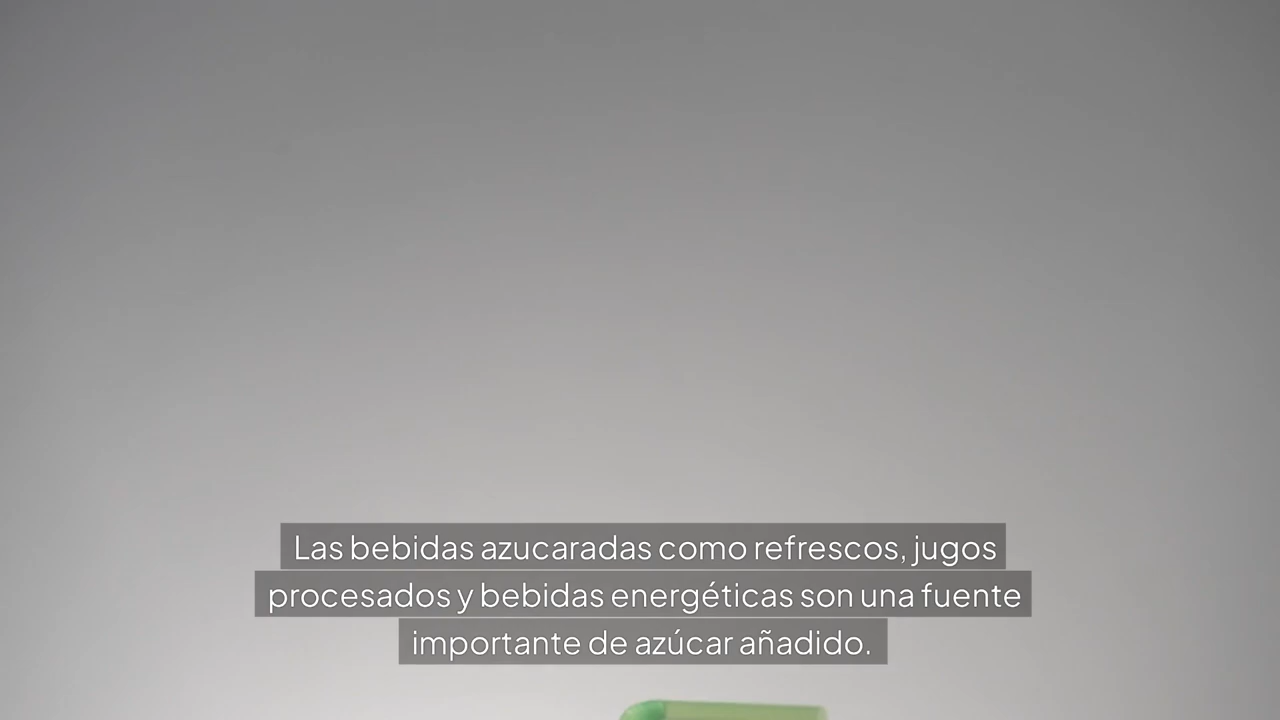 Las bebidas azucaradas como refrescos, jugos
procesados y bebidas energéticas son una fuente
importante de azúcar añadido.